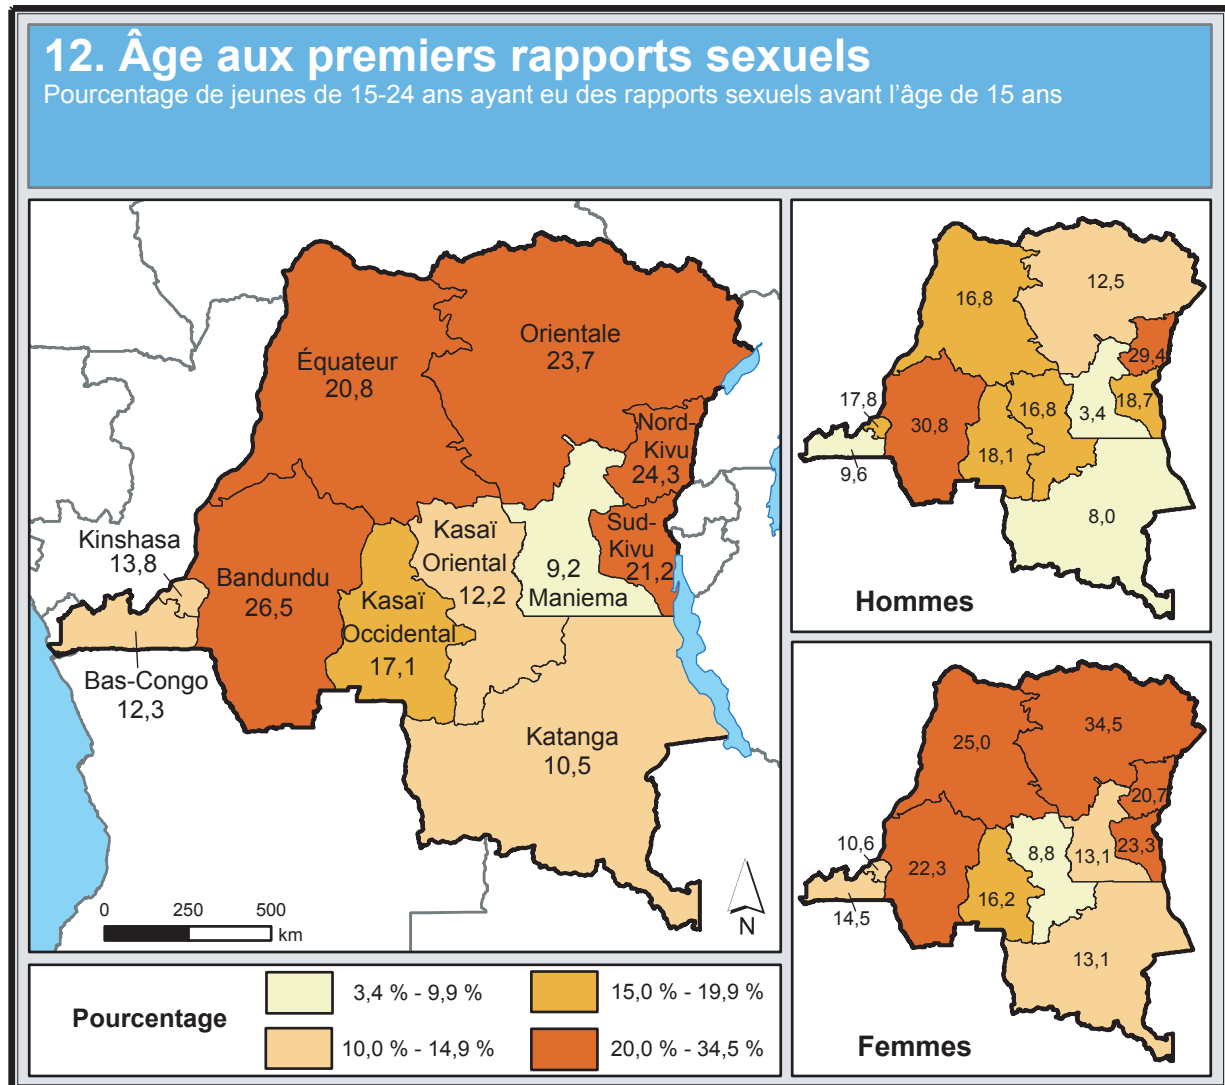 12. Âge aux premiers rapports sexuels
Pourcentage de jeunes de 15-24 ans ayant eu des rapports sexuels avant l’âge de 15 ans
Orientale
23,7
Équateur
20,8
Nord-
Kivu
24,3
Kasaï
Oriental
12,2
Sud-
Kivu
21,2
Kinshasa
13,8
9,2
Maniema
Bandundu
26,5
Kasaï
Occidental
17,1
Bas-Congo
12,3
Katanga
10,5
0 250 500
km
N
12,5
16,8
29,4
17,8
16,8
18,7
3,4
30,8
18,1
9,6
8,0
Hommes
34,5
25,0
20,7
10,6
8,8
23,3
13,1
22,3
16,2
14,5
13,1
Femmes
Pourcentage
3,4 % - 9,9 %
15,0 % - 19,9 %
10,0 % - 14,9 %
20,0 % - 34,5 %